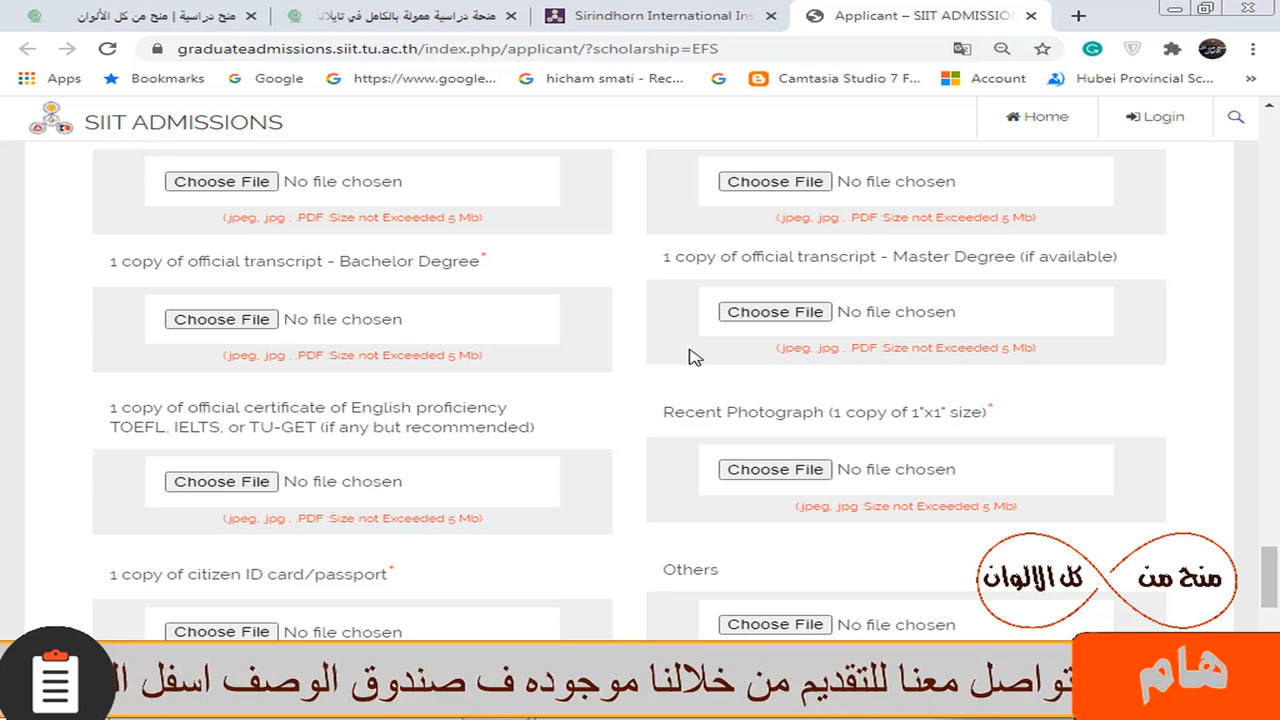 منح دراسية | منح من كل الألوان
منحة دراسية ممولة بالكامل في تايلاند
Sirindhorn International Ins
Applicant – SIIT ADMISSIO
graduateadmissions.siit.tu.ac.th/index.php/applicant/?scholarship=EFS
Apps
Bookmarks
Google
https://www.google...
hicham smati - Rec...
Camtasia Studio 7 F...
Account
Hubei Provincial Sc...
»
SIIT ADMISSIONS
Home
Login
Choose File No file chosen
(.jpeg, .jpg , .PDF :Size not Exceeded 5 Mb)
Choose File No file chosen
(.jpeg, .jpg , .PDF :Size not Exceeded 5 Mb)
1 copy of official transcript - Bachelor Degree*
1 copy of official transcript - Master Degree (if available)
Choose File No file chosen
(.jpeg, .jpg , .PDF :Size not Exceeded 5 Mb)
Choose File No file chosen
(.jpeg, .jpg , .PDF :Size not Exceeded 5 Mb)
1 copy of official certificate of English proficiency
TOEFL, IELTS, or TU-GET (if any but recommended)
Recent Photograph (1 copy of 1"x1" size)*
Choose File No file chosen
(.jpeg, .jpg , .PDF :Size not Exceeded 5 Mb)
Choose File No file chosen
(.jpeg, .jpg :Size not Exceeded 5 Mb)
1 copy of citizen ID card/passport*
Others
Choose File No file chosen
Choose File No file chosen
منح من كل الالوان
هام
تواصل معنا للتقديم من خلالنا موجوده ف صندوق الوصف اسفل ال